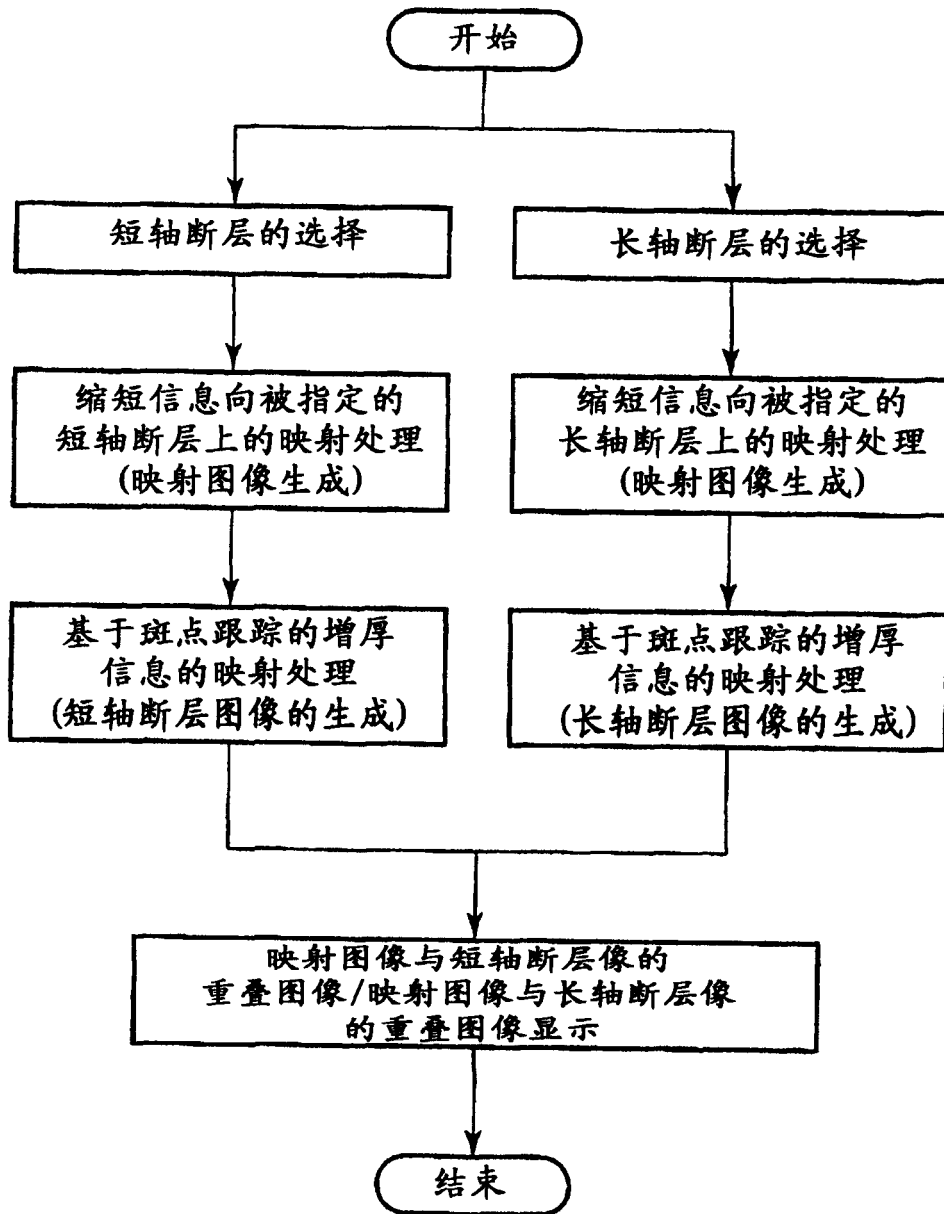 开始
短轴断层的选择
长轴断层的选择
缩短信息向被指定的
短轴断层上的映射处理
(映射图像生成)
缩短信息向被指定的
长轴断层上的映射处理
(映射图像生成)
基于斑点跟踪的增厚
信息的映射处理
(短轴断层图像的生成)
基于斑点跟踪的增厚
信息的映射处理
(长轴断层图像的生成)
映射图像与短轴断层像的
重叠图像/映射图像与长轴断层像
的重叠图像显示
结束